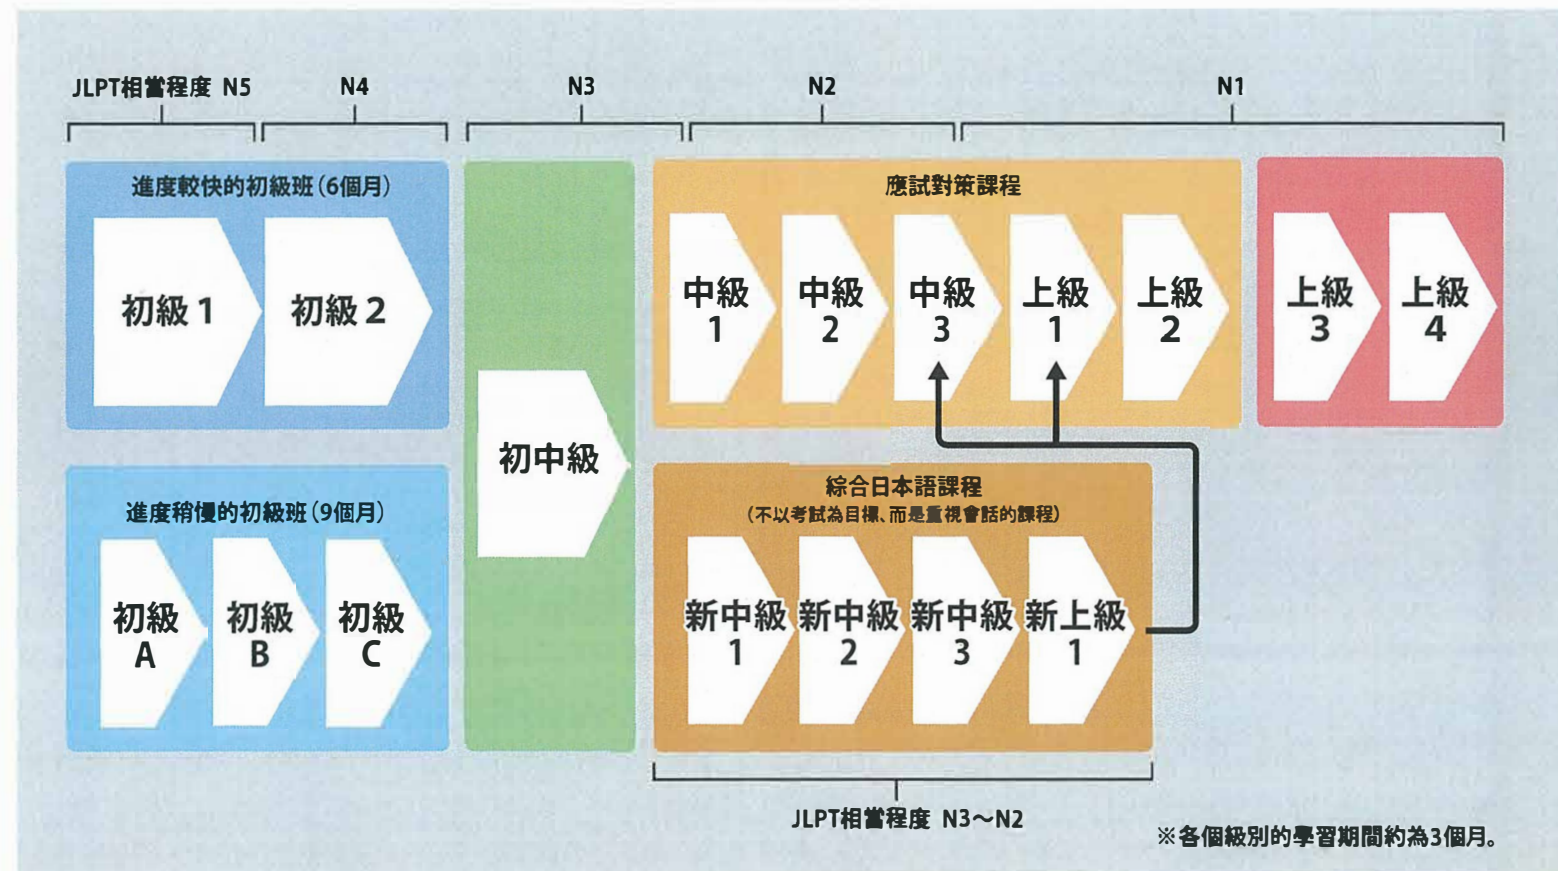 JLPT相當程度 N5
N4
N3
N2
N1
進度較快的初級班（6個月）
初級1
初級2
進度稍慢的初級班（9個月）
初級
A
初級
B
初級
C
初中級
應試對策課程
中級
1
中級
2
中級
3
上級
1
上級
2
上級
3
上級
4
綜合日本語課程
（不以考試為目標、而是重視會話的課程）
新中級
1
新中級
2
新中級
3
新上級
1
JLPT相當程度 N3～N2
※各個級別的學習期間約為3個月。